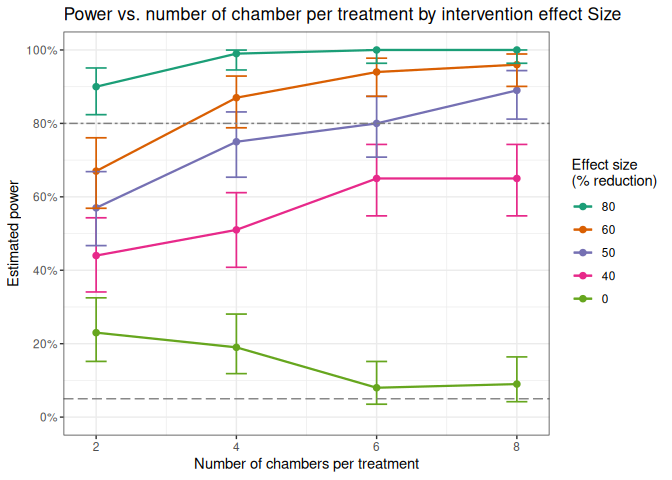 Power vs. number of chamber per treatment by intervention effect Size
100%
80%
60%
40%
20%
0%
Estimated power
2 4 6 8
Number of chambers per treatment
Effect size
(% reduction)
80
60
50
40
0